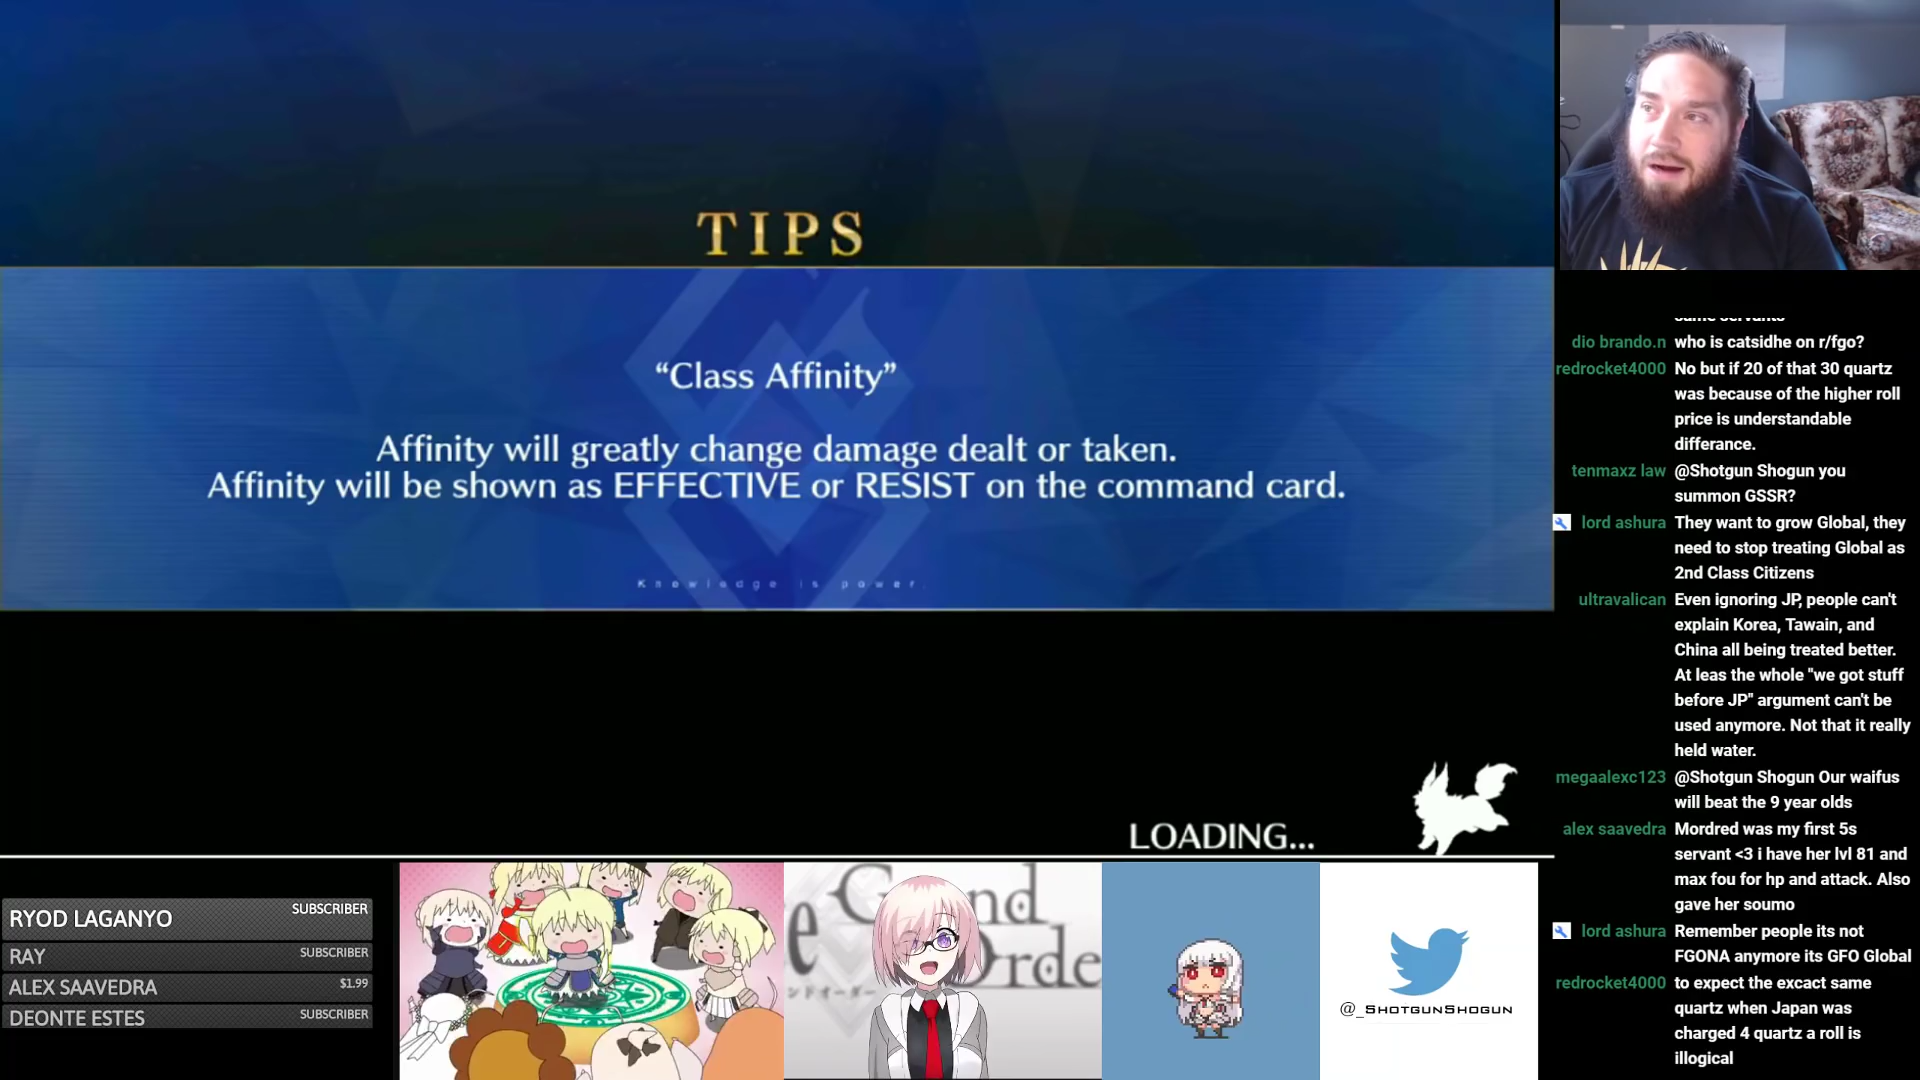 TIPS
“Class Affinity”
Affinity will greatly change damage dealt or taken.
Affinity will be shown as EFFECTIVE or RESIST on the command card.
Knowledge is power.
LOADING...
same servants
dio brando.n who is catsidhe on r/fgo?
redrocket4000 No but if 20 of that 30 quartz
was because of the higher roll
price is understandable
differance.
tenmaxz law @Shotgun Shogun you
summon GSSR?
lord ashura They want to grow Global, they
need to stop treating Global as
2nd Class Citizens
ultravalican Even ignoring JP, people can't
explain Korea, Tawain, and
China all being treated better.
At leas the whole "we got stuff
before JP" argument can't be
used anymore. Not that it really
held water.
megaalexc123 @Shotgun Shogun Our waifus
will beat the 9 year olds
alex saavedra Mordred was my first 5s
servant <3 i have her lvl 81 and
max fou for hp and attack. Also
gave her soumo
lord ashura Remember people its not
FGONA anymore its GFO Global
redrocket4000 to expect the excact same
quartz when Japan was
charged 4 quartz a roll is
illogical
RYOD LAGANYO SUBSCRIBER
RAY SUBSCRIBER
ALEX SAAVEDRA $1.99
DEONTE ESTES SUBSCRIBER
@_SHOTGUNSHOGUN